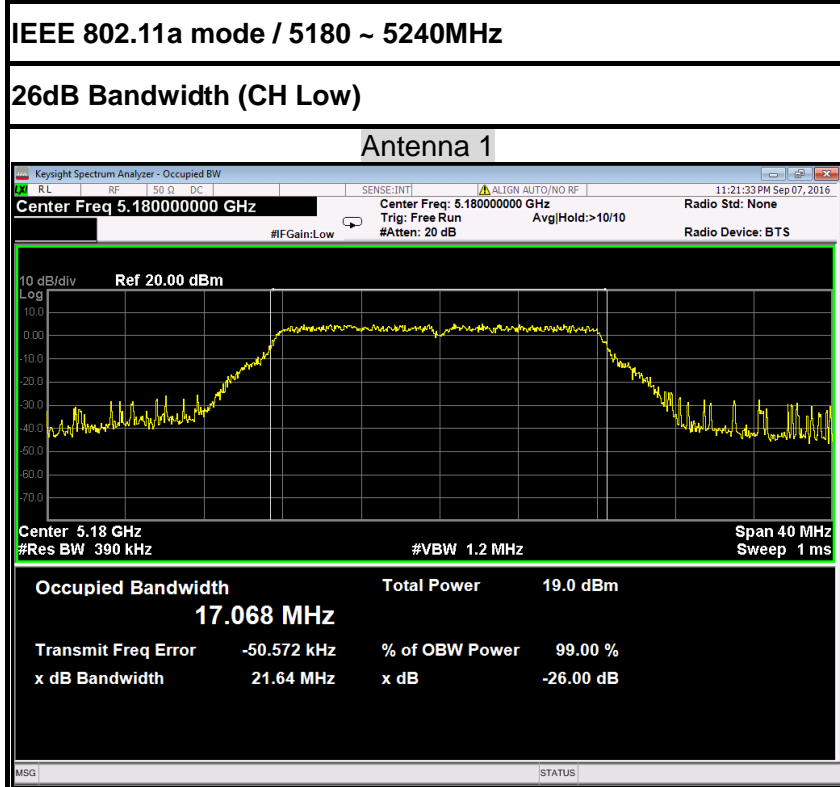 IEEE 802.11a mode / 5180 ~ 5240MHz
26dB Bandwidth (CH Low)
Antenna 1
Keysight Spectrum Analyzer - Occupied BW
LXI RL RF 50 Ω DC SENSE:INT ALIGN AUTO/NO RF 11:21:33 PM Sep 07, 2016
Center Freq 5.180000000 GHz Center Freq: 5.180000000 GHz Radio Std: None
Trig: Free Run Avg|Hold:>10/10
#IFGain:Low #Atten: 20 dB Radio Device: BTS
10 dB/div Ref 20.00 dBm
Log
10.0
0.00
-10.0
-20.0
-30.0
-40.0
-50.0
-60.0
-70.0
Center 5.18 GHz Span 40 MHz
#Res BW 390 kHz #VBW 1.2 MHz Sweep 1 ms
Occupied Bandwidth Total Power 19.0 dBm
17.068 MHz
Transmit Freq Error -50.572 kHz % of OBW Power 99.00 %
x dB Bandwidth 21.64 MHz x dB -26.00 dB
MSG STATUS